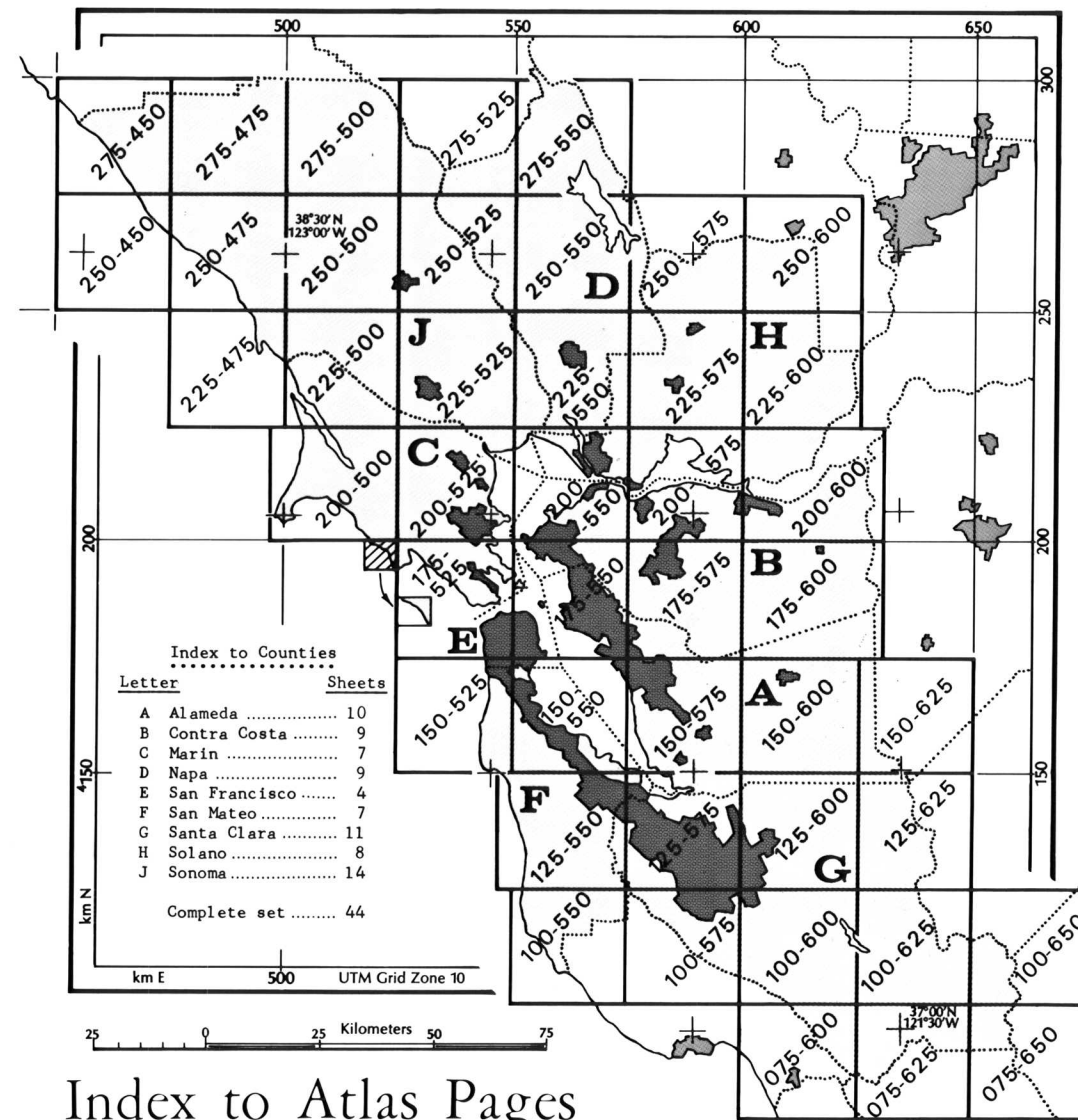 500 550 600 650
300
275-450 275-475 275-500 275-525 275-550
38°30'N
123°00'W
250-450 250-475 250-500 250-525 250-550 250-575 250-600
D
250
J H
225-475 225-500 225-525 225-550 225-575 225-600
C
200-500 200-525 200-550 200-575 200-600
200
B
175-525 175-550 175-575 175-600
E
Index to Counties
Letter Sheets
A Alameda ................. 10
B Contra Costa ......... 9
C Marin .................... 7
D Napa ..................... 9
E San Francisco ...... 4
F San Mateo ............. 7
G Santa Clara .......... 11
H Solano ................... 8
J Sonoma ................. 14
Complete set ......... 44
A
150-525 150-550 150-575 150-600 150-625
4150 150
F
125-550 125-575 125-600 125-625
G
km N
100-550 100-575 100-600 100-625 100-650
km E 500 UTM Grid Zone 10
37°00'N
121°30'W
075-600 075-625 075-650
25 0 Kilometers 25 50 75
Index to Atlas Pages